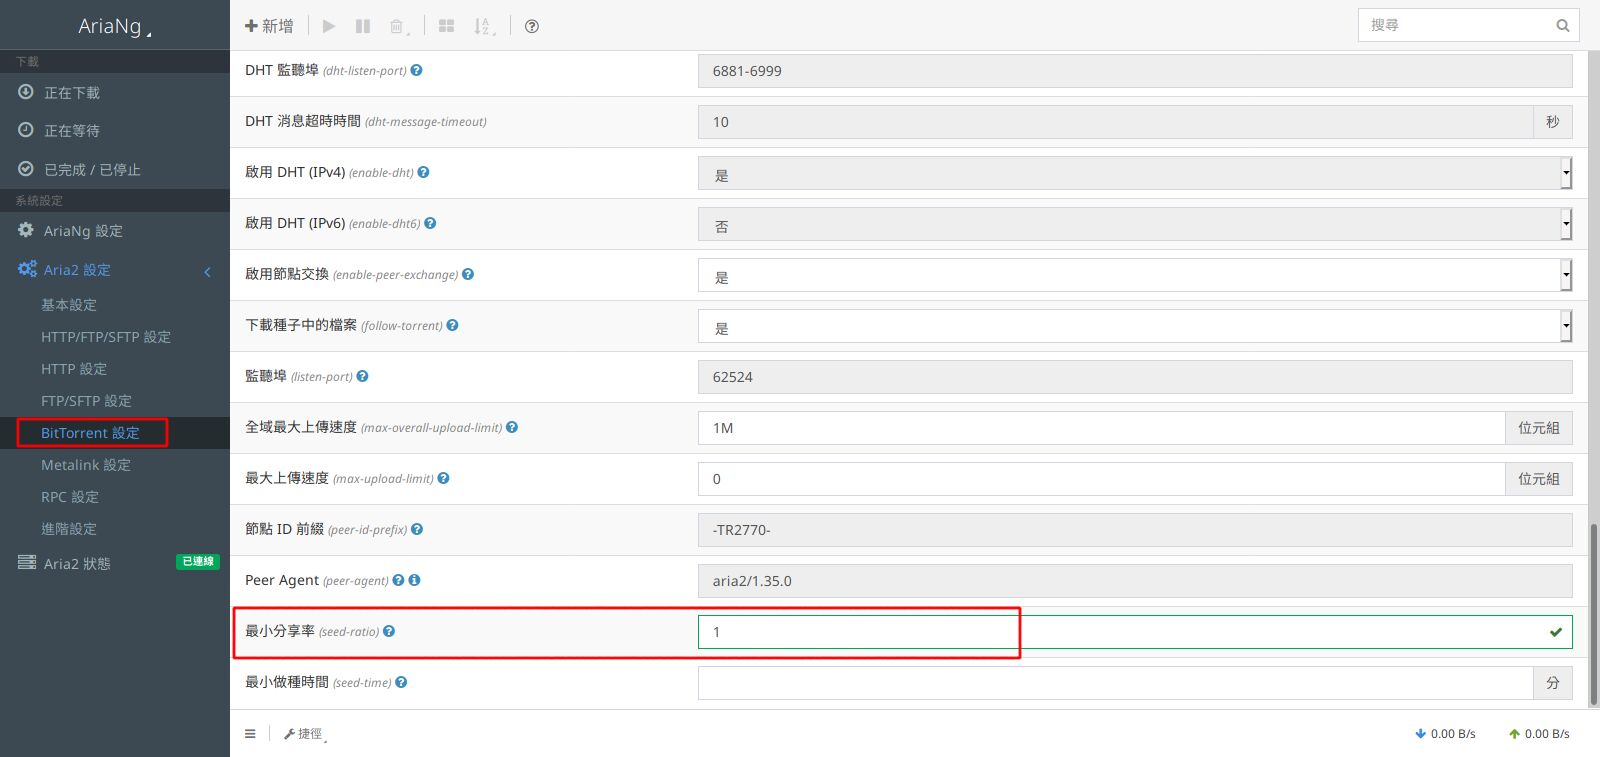 AriaNg
下載
正在下載
正在等待
已完成 / 已停止
系統設定
AriaNg 設定
Aria2 設定
基本設定
HTTP/FTP/SFTP 設定
HTTP 設定
FTP/SFTP 設定
BitTorrent 設定
Metalink 設定
RPC 設定
進階設定
Aria2 狀態 已連線
新增 搜尋
DHT 監聽埠 (dht-listen-port) 6881-6999
DHT 消息超時時間 (dht-message-timeout) 10 秒
啟用 DHT (IPv4) (enable-dht) 是
啟用 DHT (IPv6) (enable-dht6) 否
啟用節點交換 (enable-peer-exchange) 是
下載種子中的檔案 (follow-torrent) 是
監聽埠 (listen-port) 62524
全域最大上傳速度 (max-overall-upload-limit) 1M 位元組
最大上傳速度 (max-upload-limit) 0 位元組
節點 ID 前綴 (peer-id-prefix) -TR2770-
Peer Agent (peer-agent) aria2/1.35.0
最小分享率 (seed-ratio) 1
最小做種時間 (seed-time) 分
捷徑 0.00 B/s 0.00 B/s